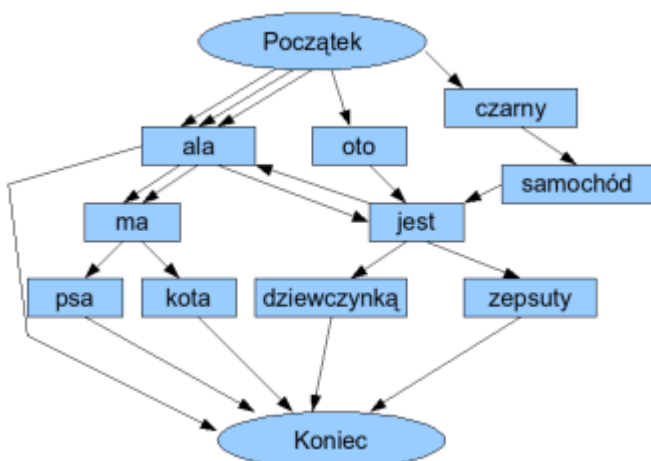 Początek
czarny
ala
oto
samochód
ma
jest
psa
kota
dziewczynką
zepsuty
Koniec